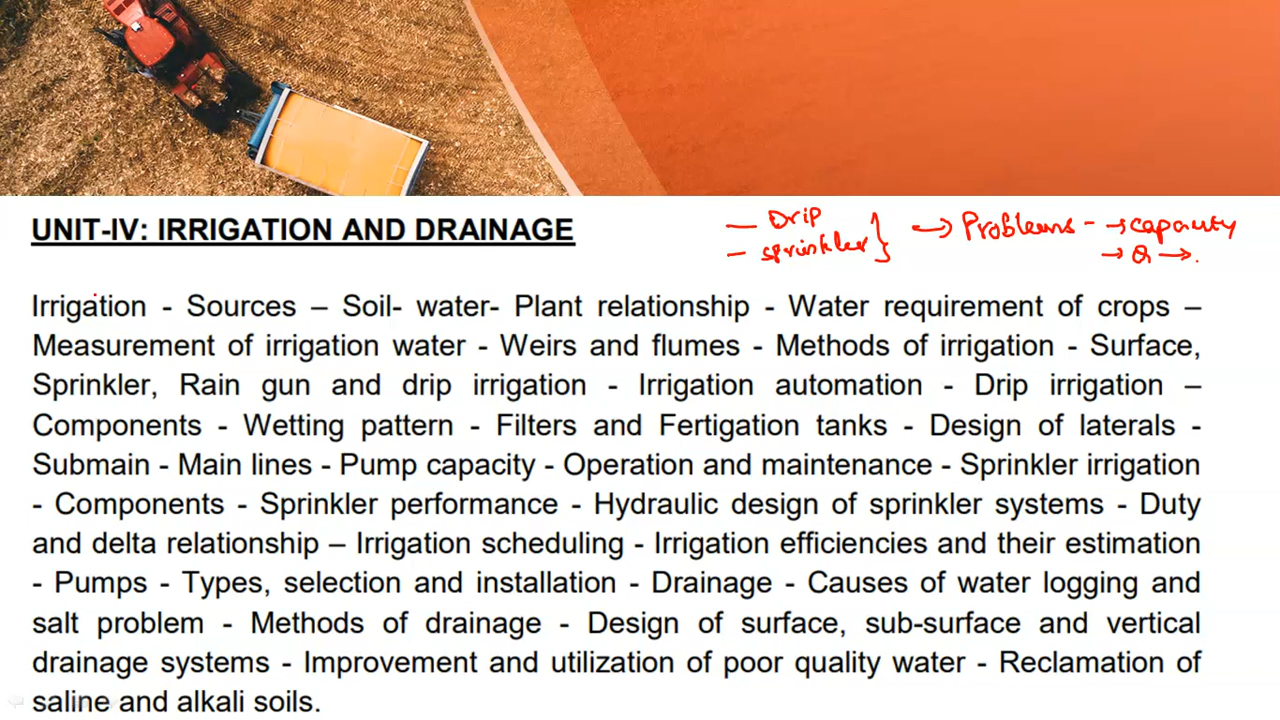 UNIT-IV: IRRIGATION AND DRAINAGE
— Drip
— sprinkler } → Problems - → capacity
→ Q → .
Irrigation - Sources – Soil- water- Plant relationship - Water requirement of crops –
Measurement of irrigation water - Weirs and flumes - Methods of irrigation - Surface,
Sprinkler, Rain gun and drip irrigation - Irrigation automation - Drip irrigation –
Components - Wetting pattern - Filters and Fertigation tanks - Design of laterals -
Submain - Main lines - Pump capacity - Operation and maintenance - Sprinkler irrigation
- Components - Sprinkler performance - Hydraulic design of sprinkler systems - Duty
and delta relationship – Irrigation scheduling - Irrigation efficiencies and their estimation
- Pumps - Types, selection and installation - Drainage - Causes of water logging and
salt problem - Methods of drainage - Design of surface, sub-surface and vertical
drainage systems - Improvement and utilization of poor quality water - Reclamation of
saline and alkali soils.